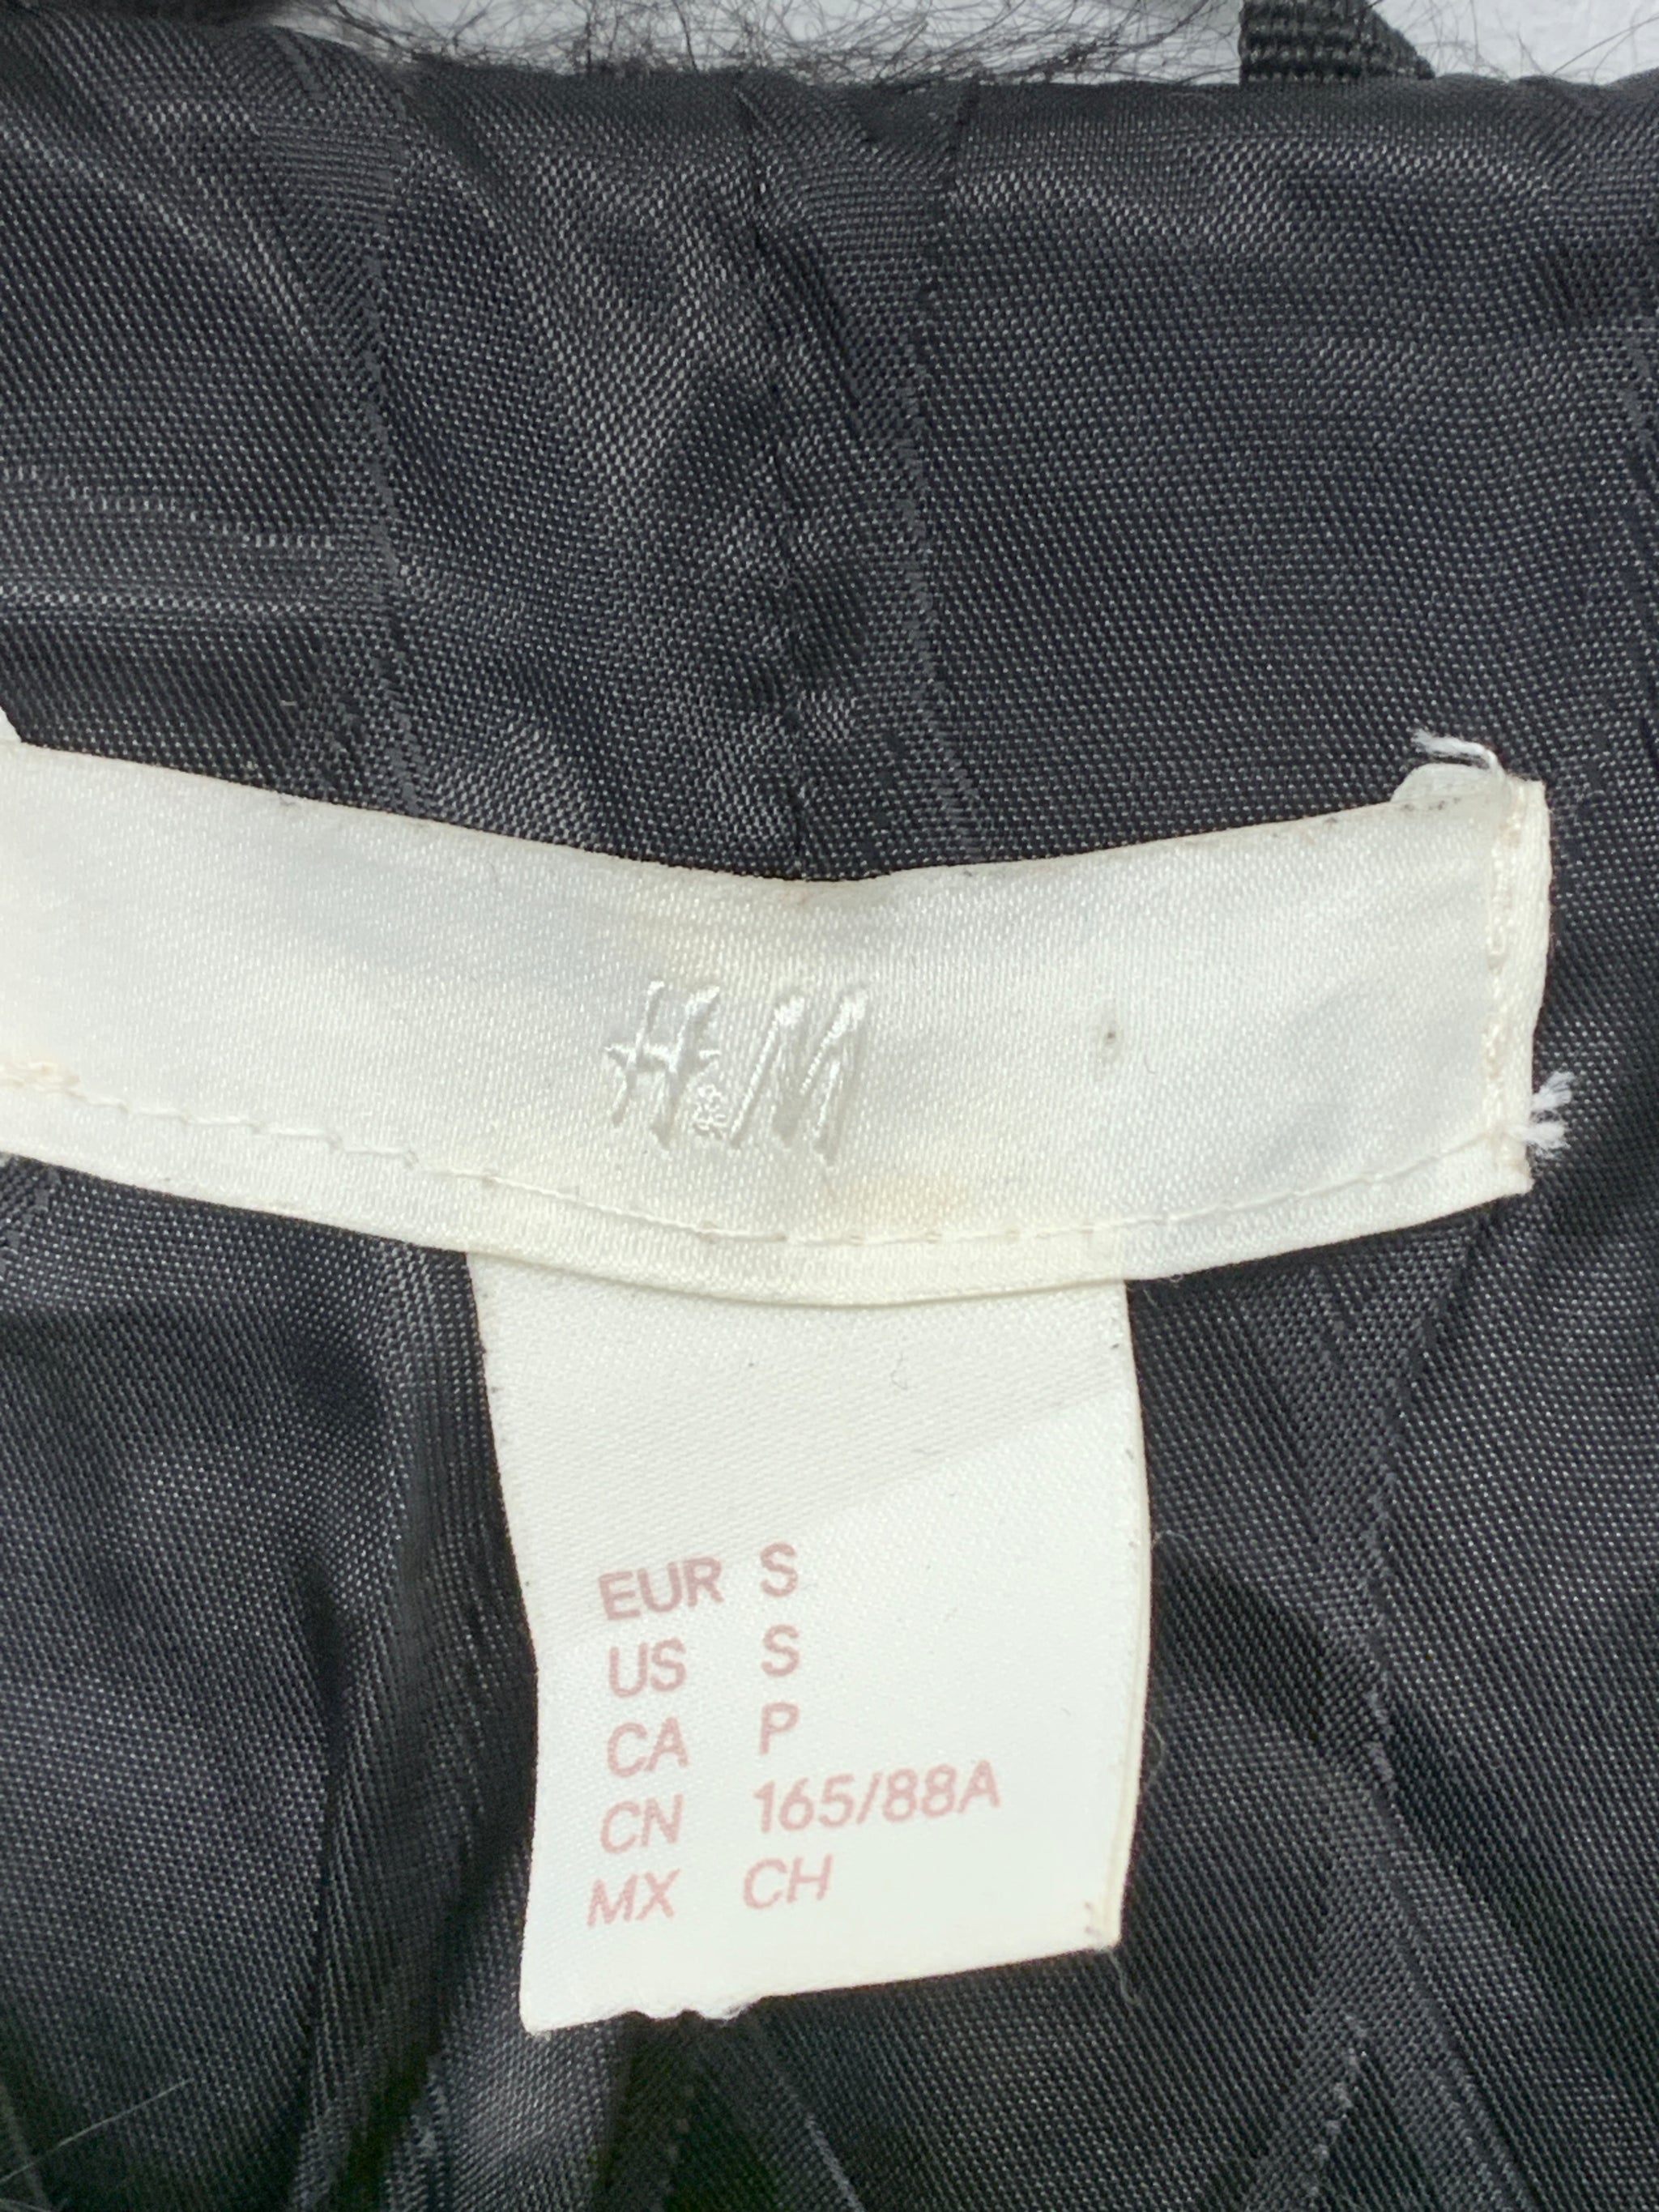 H&M
EUR S
US S
CA P
CN 165/88A
MX CH